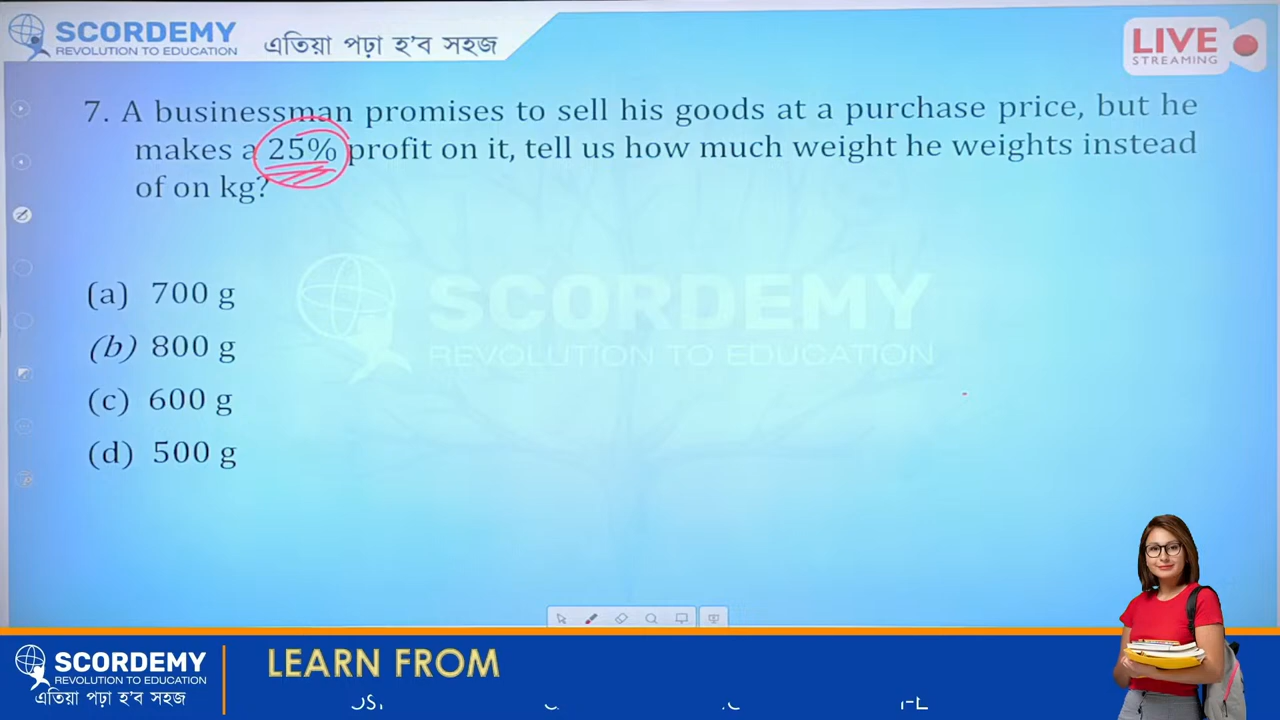 SCORDEMY
REVOLUTION TO EDUCATION
এতিয়া পঢ়া হ'ব সহজ
LIVE
STREAMING
7. A businessman promises to sell his goods at a purchase price, but he
makes a 25% profit on it, tell us how much weight he weights instead
of on kg?
SCORDEMY
REVOLUTION TO EDUCATION
(a) 700 g
(b) 800 g
(c) 600 g
(d) 500 g
SCORDEMY
REVOLUTION TO EDUCATION
এতিয়া পঢ়া হ'ব সহজ
LEARN FROM